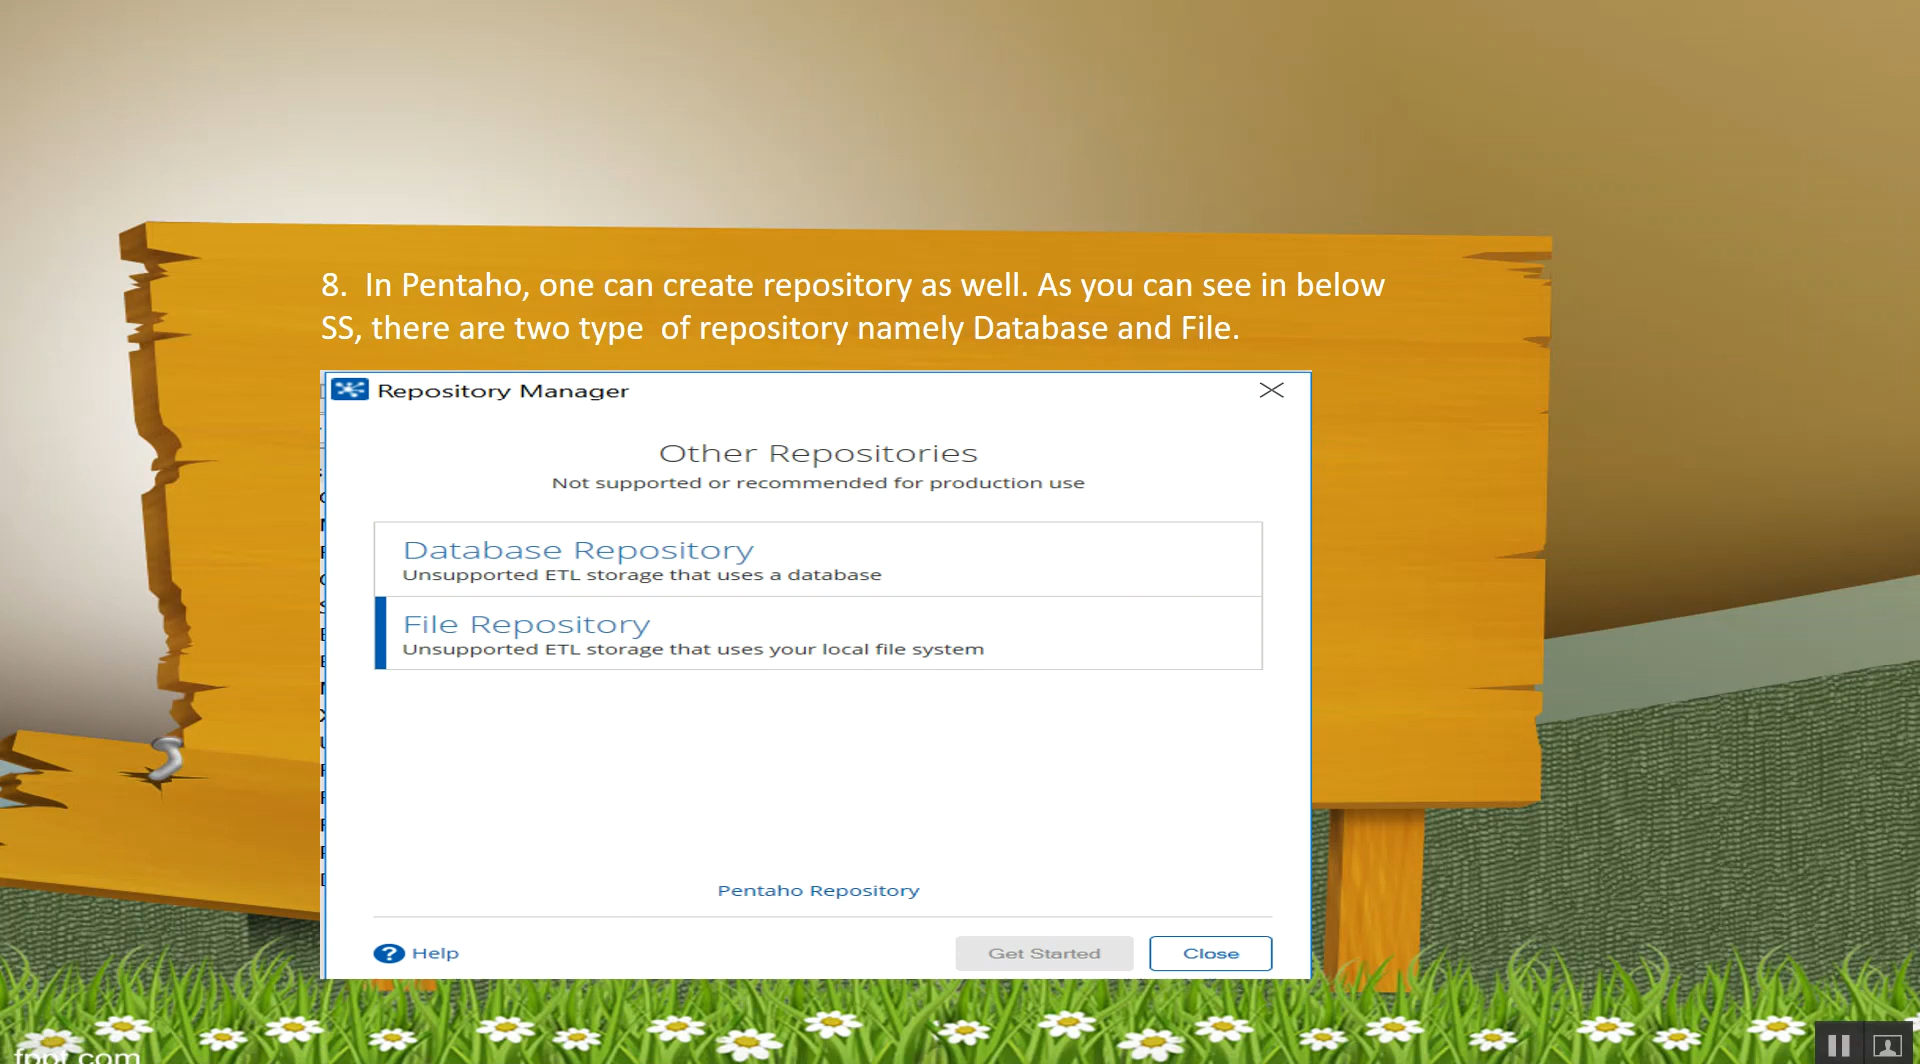 8.  In Pentaho, one can create repository as well. As you can see in below
SS, there are two type  of repository namely Database and File.
Repository Manager
Other Repositories
Not supported or recommended for production use
Database Repository
Unsupported ETL storage that uses a database
File Repository
Unsupported ETL storage that uses your local file system
Pentaho Repository
? Help
Get Started
Close
fppt.com